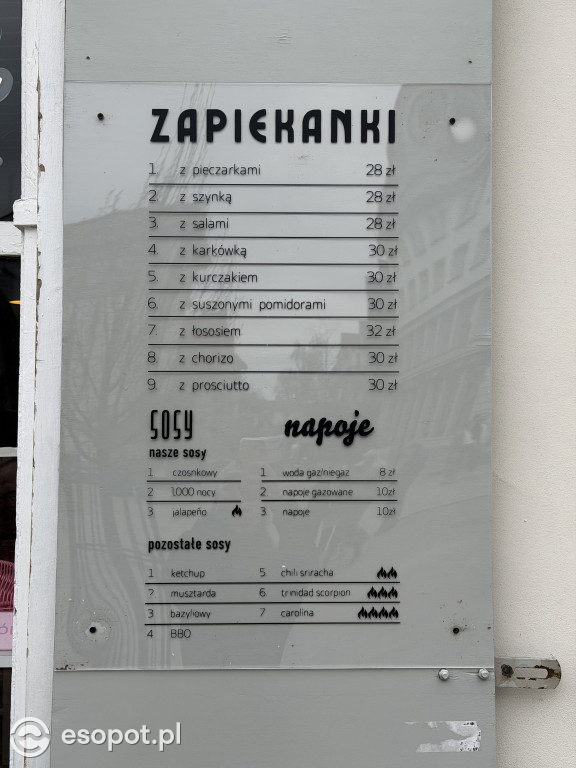 ZAPIEKANKI
1. z pieczarkami 28 zł
2. z szynką 28 zł
3. z salami 28 zł
4. z karkówką 30 zł
5. z kurczakiem 30 zł
6. z suszonymi pomidorami 30 zł
7. z łososiem 32 zł
8. z chorizo 30 zł
9. z prosciutto 30 zł
SOSY
nasze sosy
1 czosnkowy
2 1.000 nocy
3 jalapeño
napoje
1 woda gaz/niegaz 8 zł
2 napoje gazowane 10zł
3 napoje 10zł
pozostałe sosy
1 ketchup
2 musztarda
3 bazyliowy
4 BBQ
5. chili sriracha
6. trinidad scorpion
7 carolina
esopot.pl